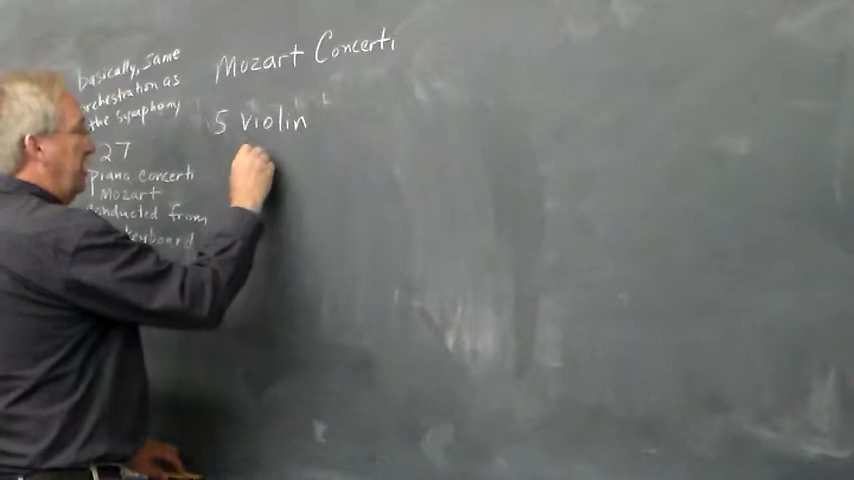 basically, same
orchestration as
the symphony
27
piano concerti
Mozart
conducted from
keyboard
Mozart Concerti
5 violin